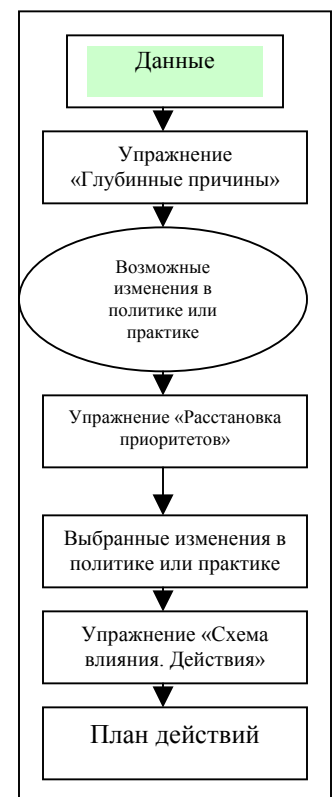 Данные
Упражнение
«Глубинные причины»
Возможные
изменения в
политике или
практике
Упражнение «Расстановка
приоритетов»
Выбранные изменения в
политике или практике
Упражнение «Схема
влияния. Действия»
План действий